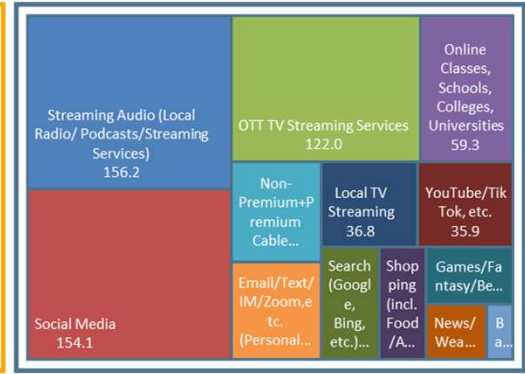 Streaming Audio (Local
Radio/ Podcasts/Streaming
Services)
156.2
Social Media
154.1
OTT TV Streaming Services
122.0
Online
Classes,
Schools,
Colleges,
Universities
59.3
Non-
Premium+P
remium
Cable...
Local TV
Streaming
36.8
YouTube/Tik
Tok, etc.
35.9
Email/Text/
IM/Zoom,e
tc.
(Personal...
Search
(Googl
e,
Bing,
etc.)...
Shop
ping
(incl.
Food
/A...
Games/Fa
ntasy/Be...
News/
Wea...
B
a...